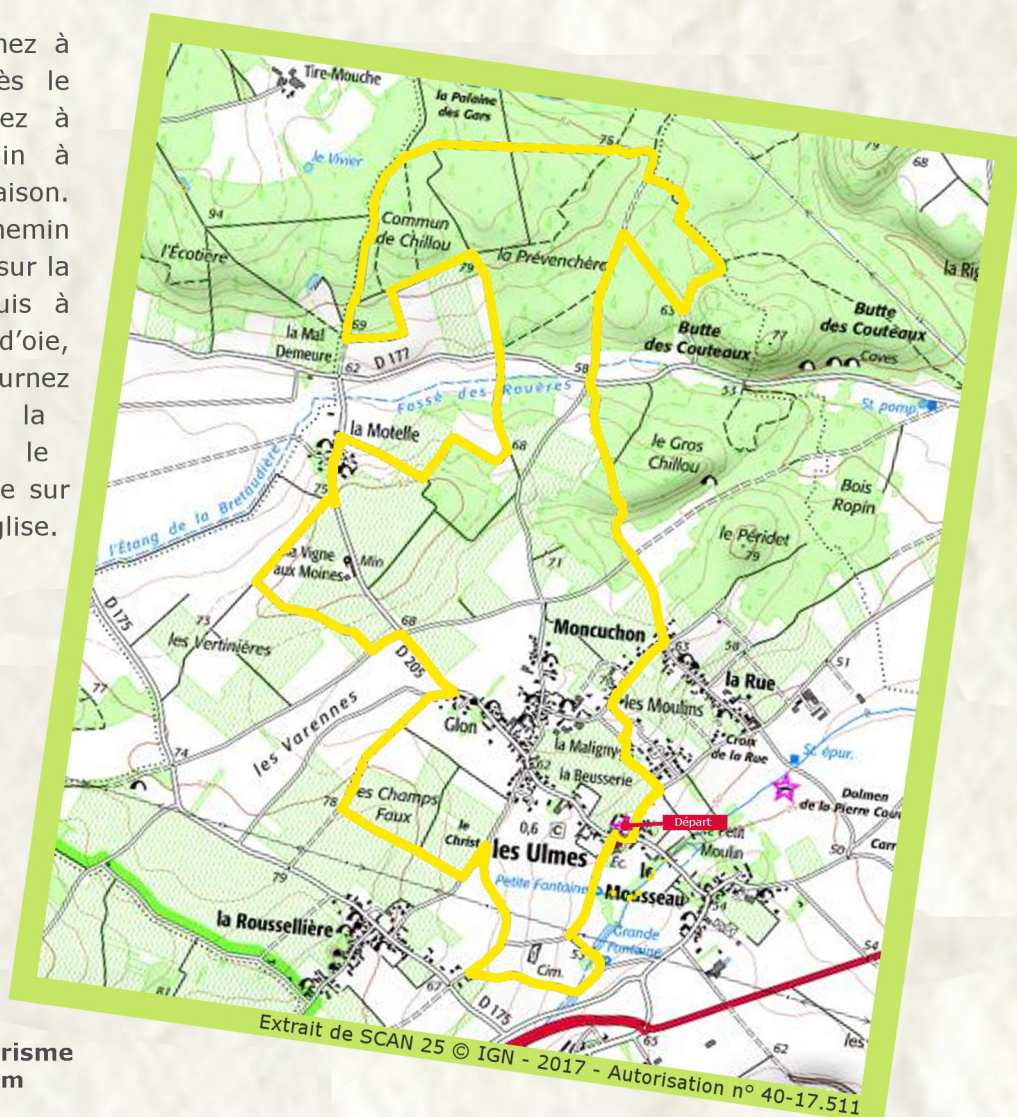 nez à
ès le
ez à
in à
aison.
hemin
sur la
uis à
d'oie,
urnez
la
le
e sur
glise.
Tire-Mouche
la Palaine
des Gars
75
79
68
le Vivier
94
Commun
de Chillou
l'Ecotière
79
la Prévenchère
la Rig
69
63
Butte
des Couteaux
77
Butte
des Couteaux
Caves
la Mal
Demeure
62
D 177
58
53
Fossé des Rouères
St. pomp.
la Motelle
68
le Gros
Chillou
75
Bois
Ropin
l'Étang de la Bretaudière
le Péridet
79
la Vigne
aux Moines
Min
71
D 175
73
les Vertinières
68
D 205
Moncuchon
63
58
51
77
la Rue
les Moulins
les Varennes
Glon
la Maligny
Croix
de la Rue
St. épur.
74
62
la Beusserie
78
les Champs
Faux
Dolmen
de la Pierre Cou
Départ
le Petit
Moulin
le
Christ
0,6
C
les Ulmes
Éc.
50
Carr
le
Mousseau
Petite Fontaine
54
79
la Roussellière
Grande
Fontaine
53
54
Cim.
67
D 175
81
65
62
les
Extrait de SCAN 25 © IGN - 2017 - Autorisation n° 40-17.511
risme
m